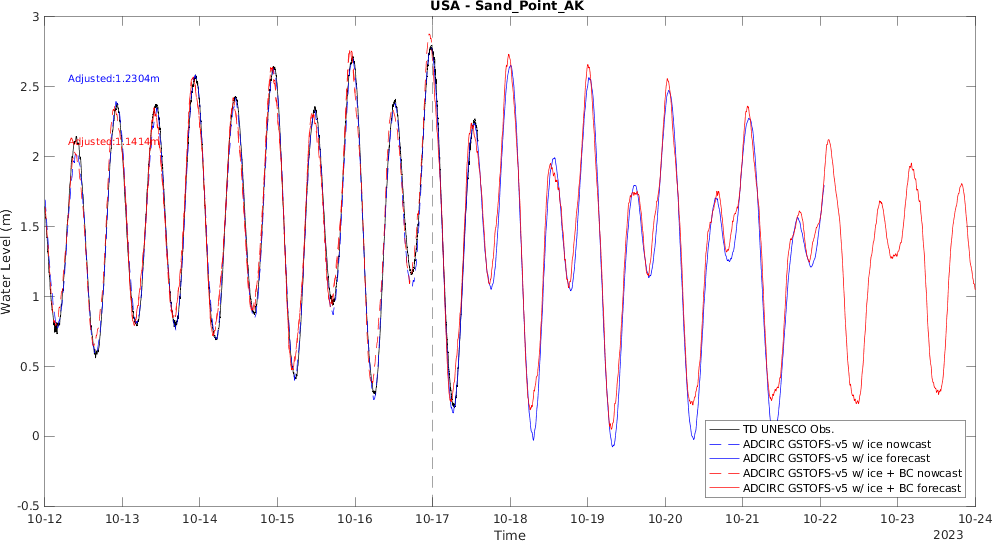 USA - Sand_Point_AK
3
2.5
2
1.5
1
0.5
0
-0.5
Water Level (m)
Adjusted:1.2304m
Adjusted:1.1414m
TD UNESCO Obs.
ADCIRC GSTOFS-v5 w/ ice nowcast
ADCIRC GSTOFS-v5 w/ ice forecast
ADCIRC GSTOFS-v5 w/ ice + BC nowcast
ADCIRC GSTOFS-v5 w/ ice + BC forecast
10-12 10-13 10-14 10-15 10-16 10-17 10-18 10-19 10-20 10-21 10-22 10-23 10-24
Time
2023